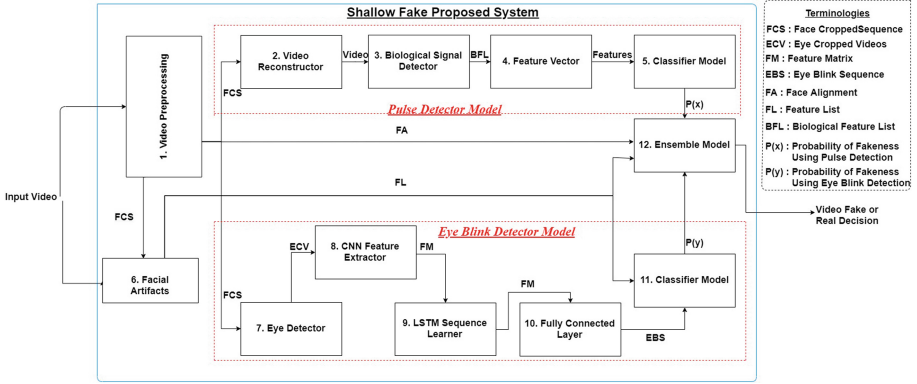 Shallow Fake Proposed System
Terminologies
FCS : Face CroppedSequence
ECV : Eye Cropped Videos
FM : Feature Matrix
EBS : Eye Blink Sequence
FA : Face Alignment
FL : Feature List
BFL : Biological Feature List
P(x) : Probability of Fakeness
Using Pulse Detection
P(y) : Probability of Fakeness
Using Eye Blink Detection
Input Video
1. Video Preprocessing
FCS
6. Facial
Artifacts
FCS
2. Video
Reconstructor
Video
3. Biological Signal
Detector
BFL
4. Feature Vector
Features
5. Classifier Model
Pulse Detector Model
P(x)
FA
12. Ensemble Model
FL
Video Fake or
Real Decision
Eye Blink Detector Model
P(y)
FCS
7. Eye Detector
ECV
8. CNN Feature
Extractor
FM
9. LSTM Sequence
Learner
FM
10. Fully Connected
Layer
EBS
11. Classifier Model